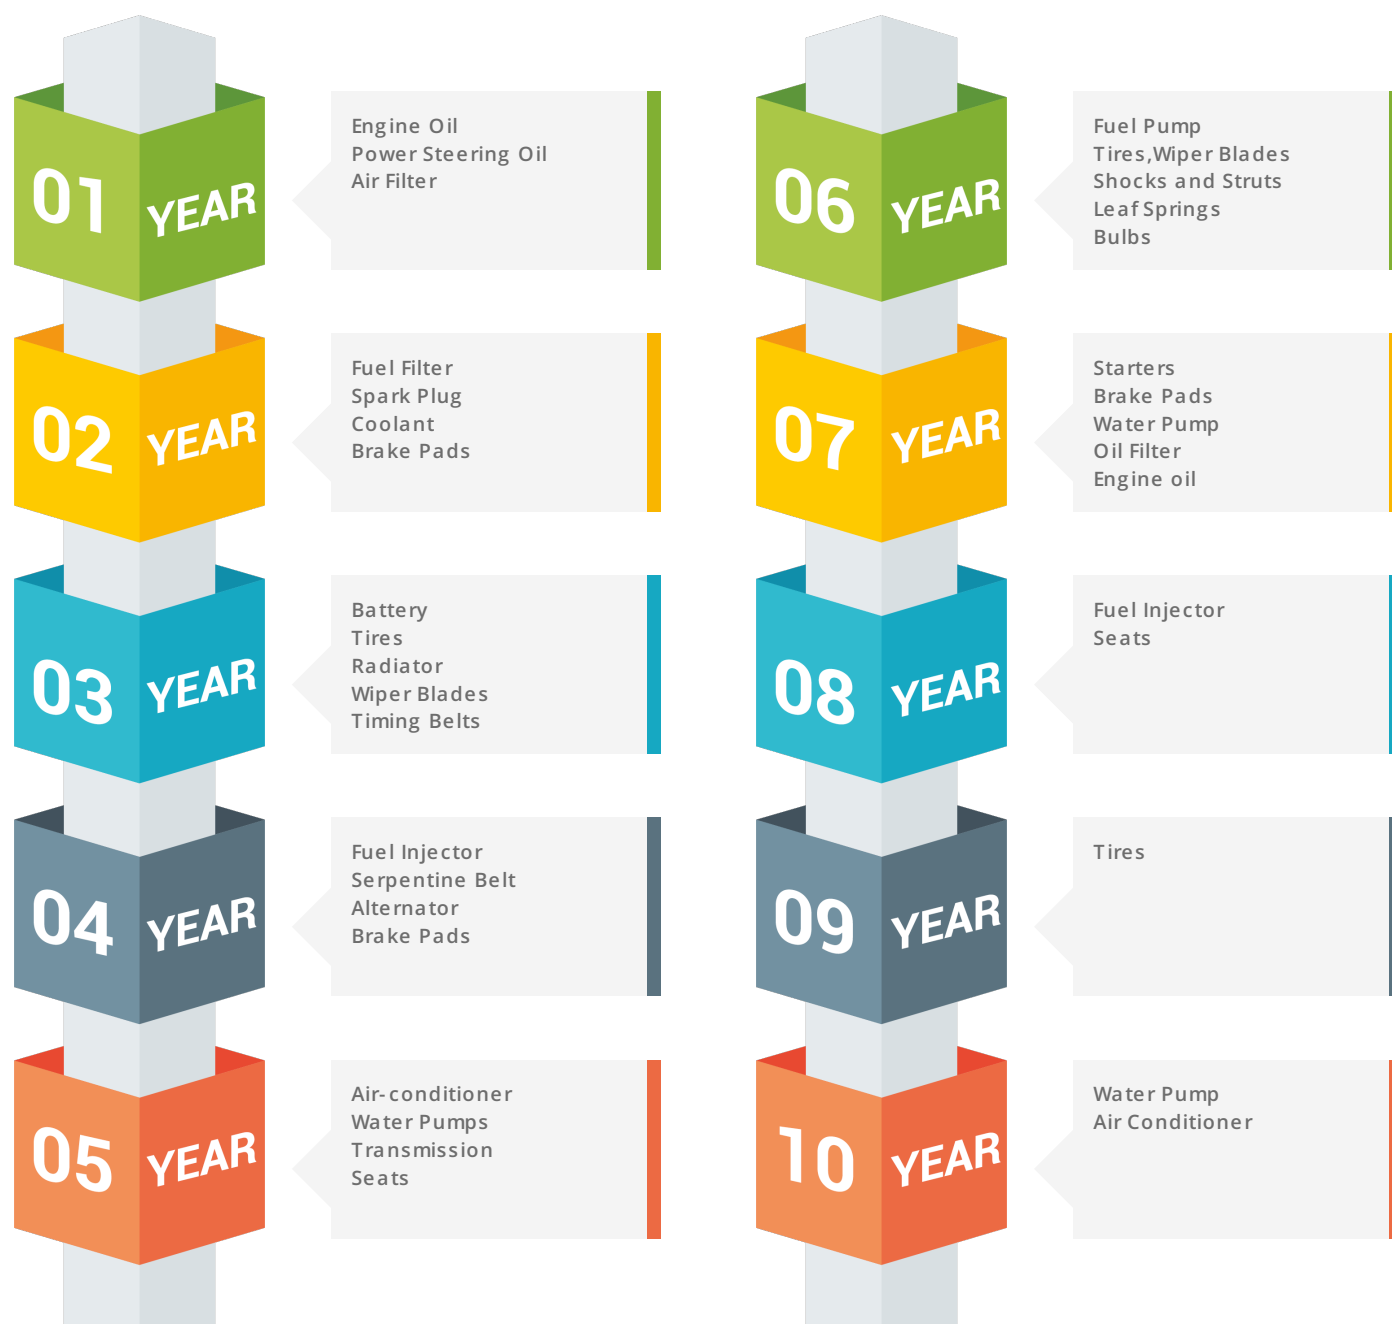 01 YEAR
Engine Oil
Power Steering Oil
Air Filter
02 YEAR
Fuel Filter
Spark Plug
Coolant
Brake Pads
03 YEAR
Battery
Tires
Radiator
Wiper Blades
Timing Belts
04 YEAR
Fuel Injector
Serpentine Belt
Alternator
Brake Pads
05 YEAR
Air-conditioner
Water Pumps
Transmission
Seats
06 YEAR
Fuel Pump
Tires,Wiper Blades
Shocks and Struts
Leaf Springs
Bulbs
07 YEAR
Starters
Brake Pads
Water Pump
Oil Filter
Engine oil
08 YEAR
Fuel Injector
Seats
09 YEAR
Tires
10 YEAR
Water Pump
Air Conditioner